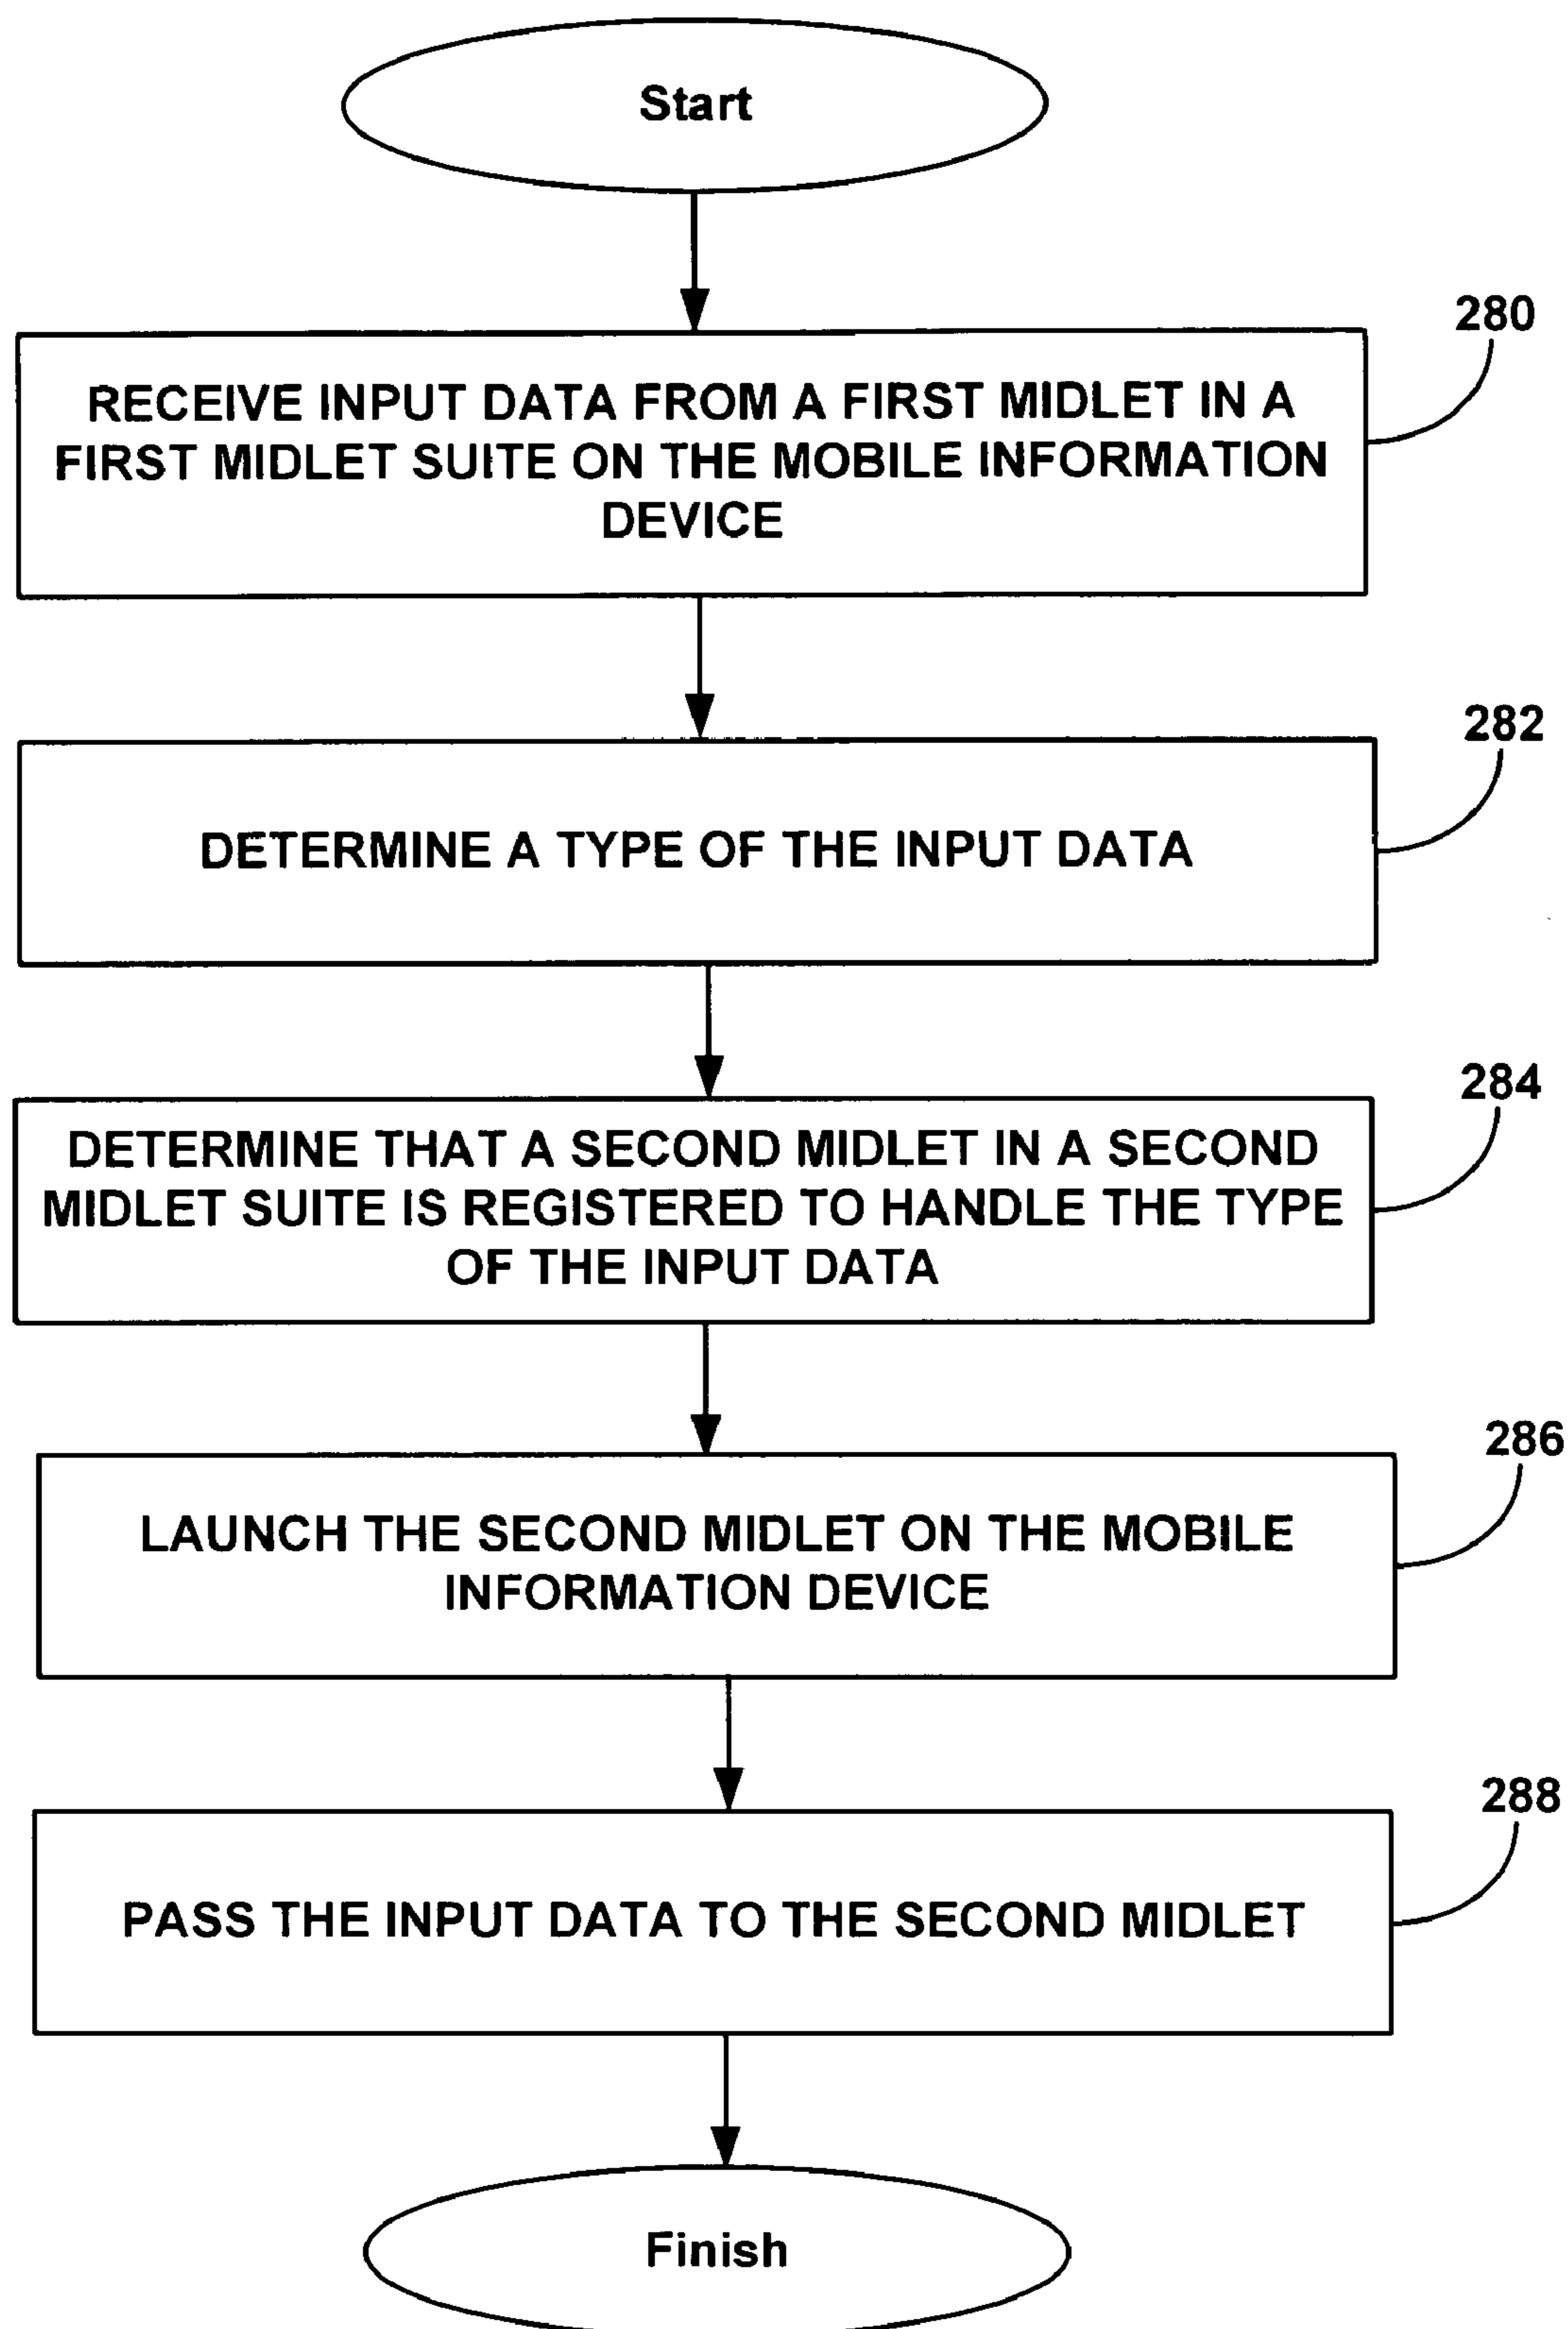 Start
280
RECEIVE INPUT DATA FROM A FIRST MIDLET IN A
FIRST MIDLET SUITE ON THE MOBILE INFORMATION
DEVICE
282
DETERMINE A TYPE OF THE INPUT DATA
284
DETERMINE THAT A SECOND MIDLET IN A SECOND
MIDLET SUITE IS REGISTERED TO HANDLE THE TYPE
OF THE INPUT DATA
286
LAUNCH THE SECOND MIDLET ON THE MOBILE
INFORMATION DEVICE
288
PASS THE INPUT DATA TO THE SECOND MIDLET
Finish